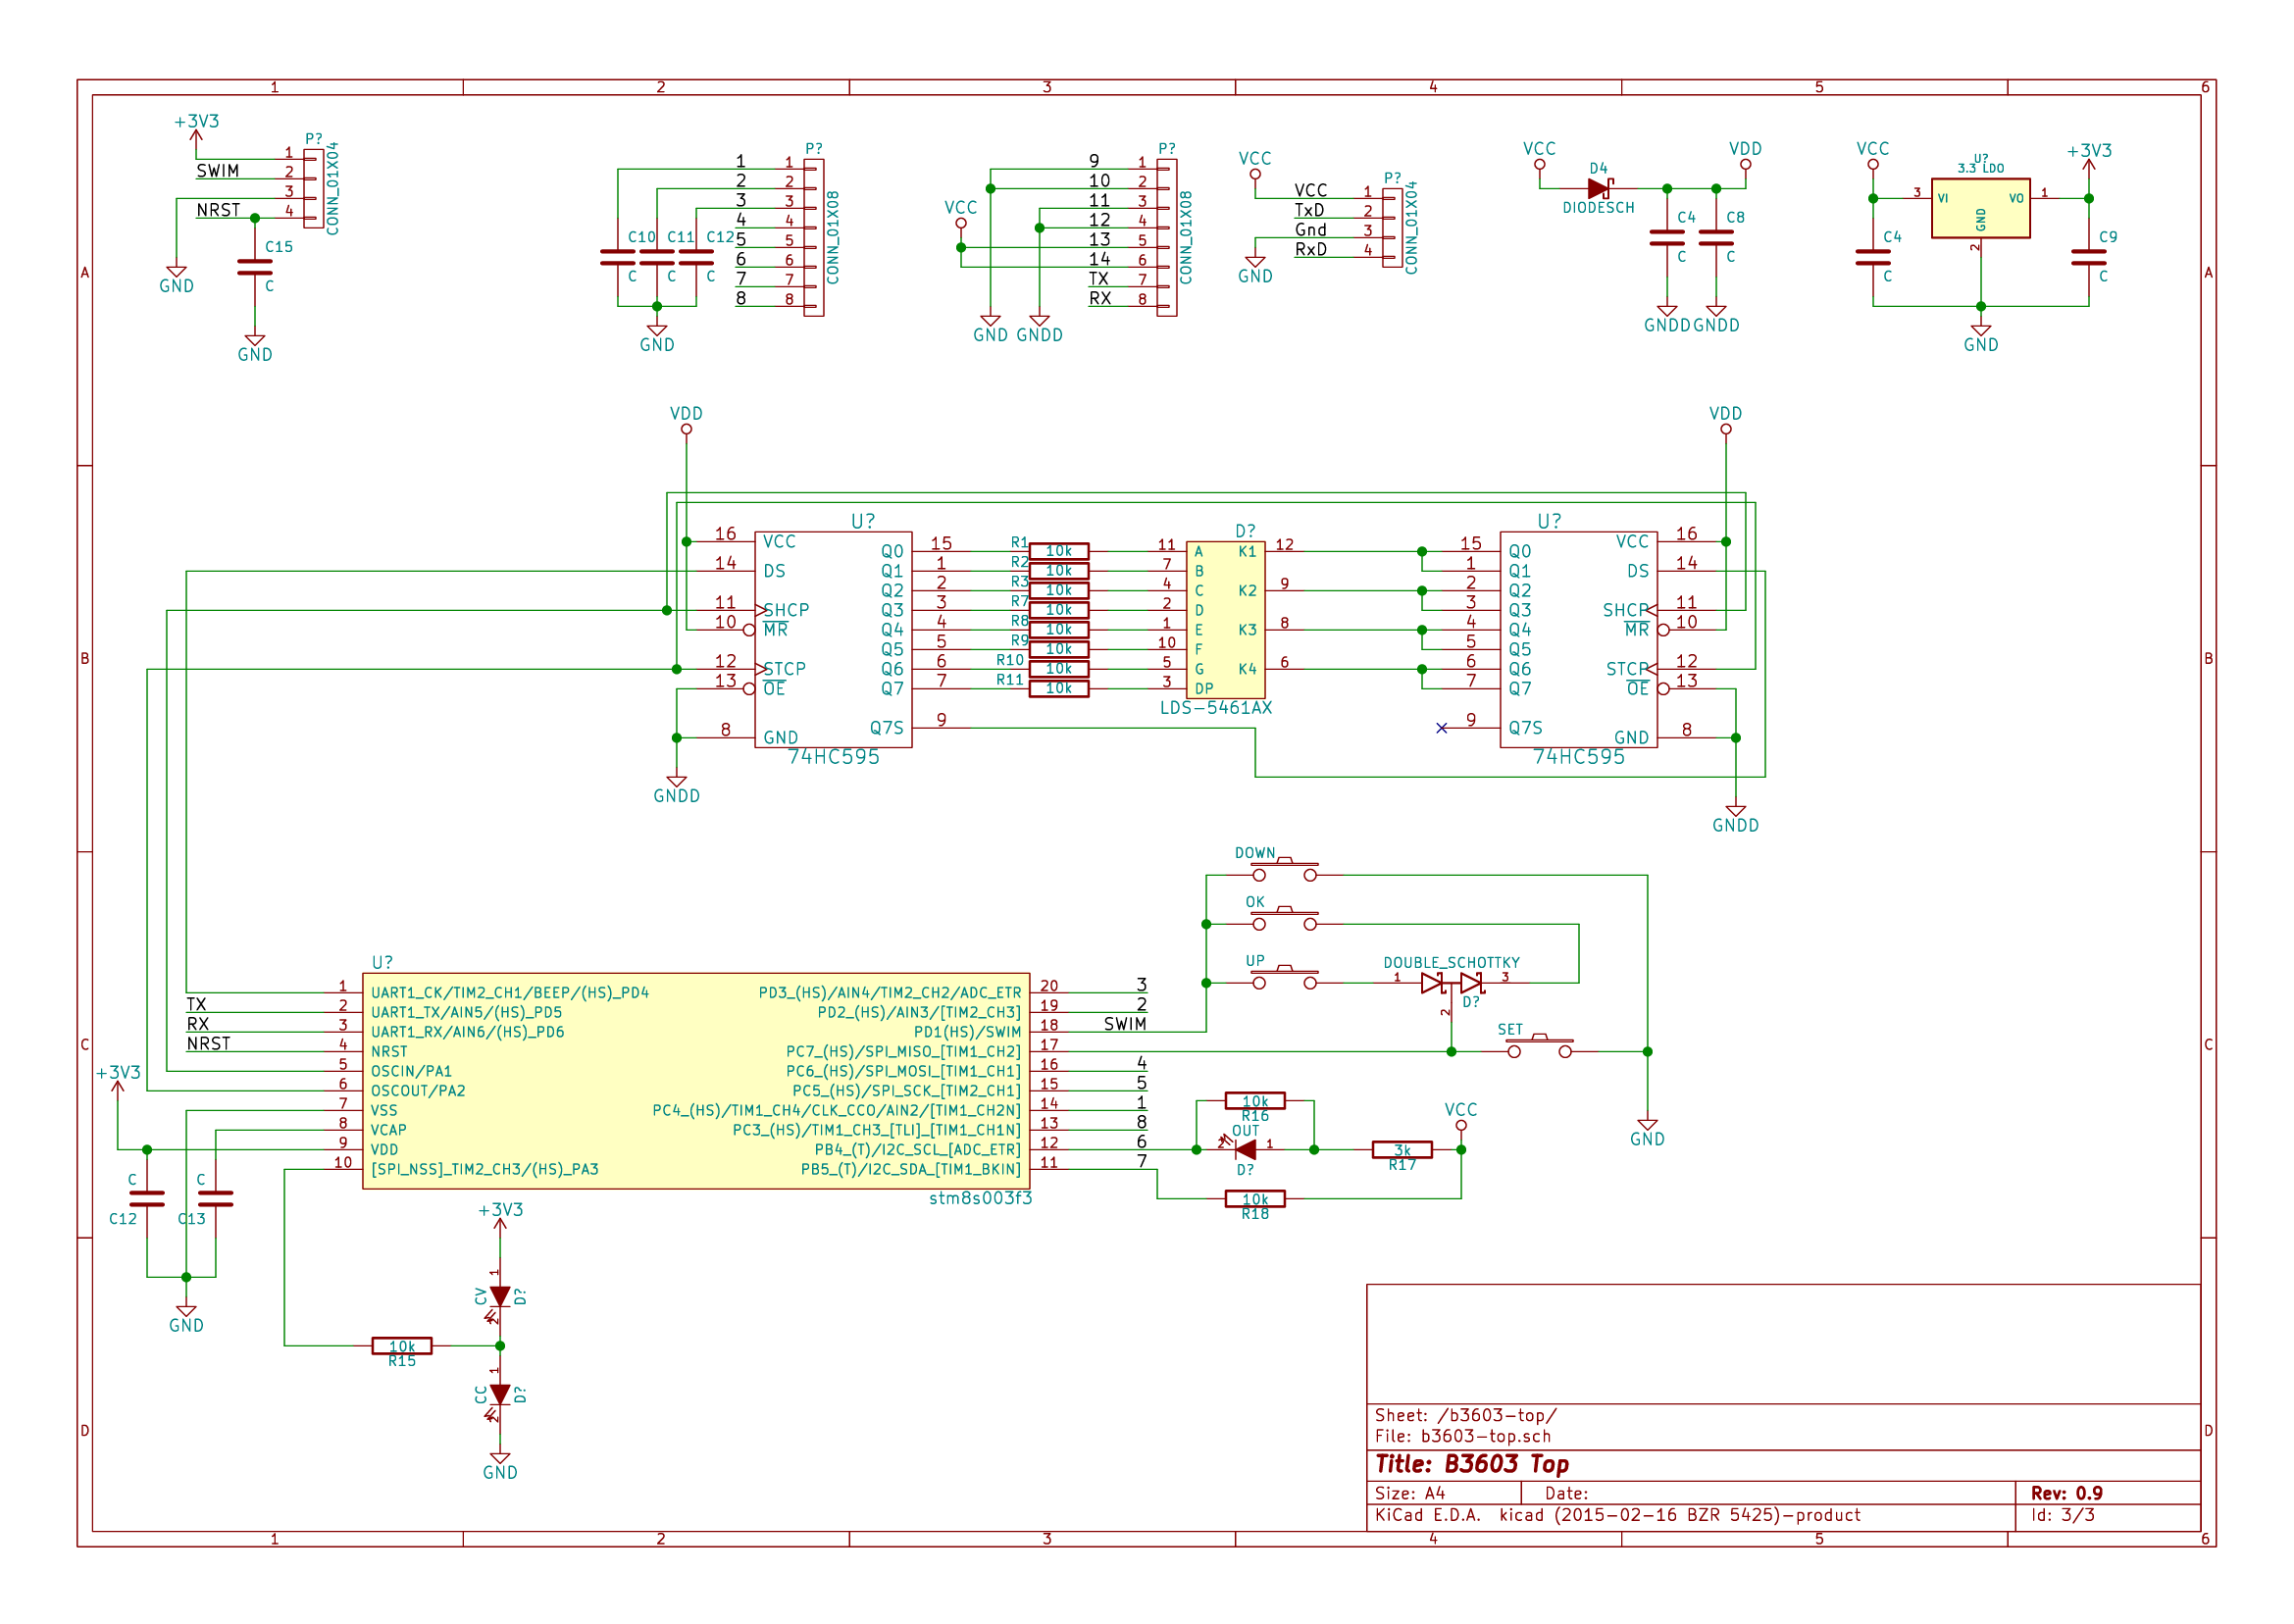 1 2 3 4 5 6
A A
B B
C C
D D
+3V3
P?
1
SWIM 2
3
NRST 4
CONN_01X04
C15
C
GND
GND
P?
1 1
2 2
3 3
4 4
5 5
6 6
7 7
8 8
CONN_01X08
C10 C11 C12
C C C
GND
P?
9 1
10 2
11 3
12 4
13 5
14 6
TX 7
RX 8
CONN_01X08
VCC
GND GNDD
VCC
P?
VCC 1
TxD 2
Gnd 3
RxD 4
CONN_01X04
GND
VCC VDD
D4
DIODESCH
C4 C8
C C
GNDD GNDD
VCC +3V3
U?
3.3 LDO
3 VI VO 1
GND
2
C4 C9
C C
GND
VDD
U?
16 VCC
14 DS
11 SHCP
10 MR
12 STCP
13 OE
8 GND
Q0 15
Q1 1
Q2 2
Q3 3
Q4 4
Q5 5
Q6 6
Q7 7
Q7S 9
74HC595
GNDD
R1 10k
R2 10k
R3 10k
R7 10k
R8 10k
R9 10k
R10 10k
R11 10k
D?
11 A K1 12
7 B
4 C K2 9
2 D
1 E K3 8
10 F
5 G K4 6
3 DP
LDS-5461AX
VDD
U?
15 Q0 VCC 16
1 Q1 DS 14
2 Q2
3 Q3 SHCP 11
4 Q4 MR 10
5 Q5
6 Q6 STCP 12
7 Q7 OE 13
9 Q7S GND 8
74HC595
GNDD
DOWN
OK
UP
DOUBLE_SCHOTTKY
1 3
D?
2
SET
GND
U?
1 UART1_CK/TIM2_CH1/BEEP/(HS)_PD4
TX 2 UART1_TX/AIN5/(HS)_PD5
RX 3 UART1_RX/AIN6/(HS)_PD6
NRST 4 NRST
5 OSCIN/PA1
6 OSCOUT/PA2
7 VSS
8 VCAP
9 VDD
10 [SPI_NSS]_TIM2_CH3/(HS)_PA3
PD3_(HS)/AIN4/TIM2_CH2/ADC_ETR 20 3
PD2_(HS)/AIN3/[TIM2_CH3] 19 2
PD1(HS)/SWIM 18 SWIM
PC7_(HS)/SPI_MISO_[TIM1_CH2] 17
PC6_(HS)/SPI_MOSI_[TIM1_CH1] 16 4
PC5_(HS)/SPI_SCK_[TIM2_CH1] 15 5
PC4_(HS)/TIM1_CH4/CLK_CCO/AIN2/[TIM1_CH2N] 14 1
PC3_(HS)/TIM1_CH3_[TLI]_[TIM1_CH1N] 13 8
PB4_(T)/I2C_SCL_[ADC_ETR] 12 6
PB5_(T)/I2C_SDA_[TIM1_BKIN] 11 7
stm8s003f3
+3V3
C C
C12 C13
GND
10k
R16
OUT
2 1
D?
VCC
3k
R17
10k
R18
+3V3
1
CV D?
2
10k
R15
1
CC D?
2
GND
Sheet: /b3603-top/
File: b3603-top.sch
Title: B3603 Top
Size: A4 Date: Rev: 0.9
KiCad E.D.A. kicad (2015-02-16 BZR 5425)-product Id: 3/3
1 2 3 4 5 6